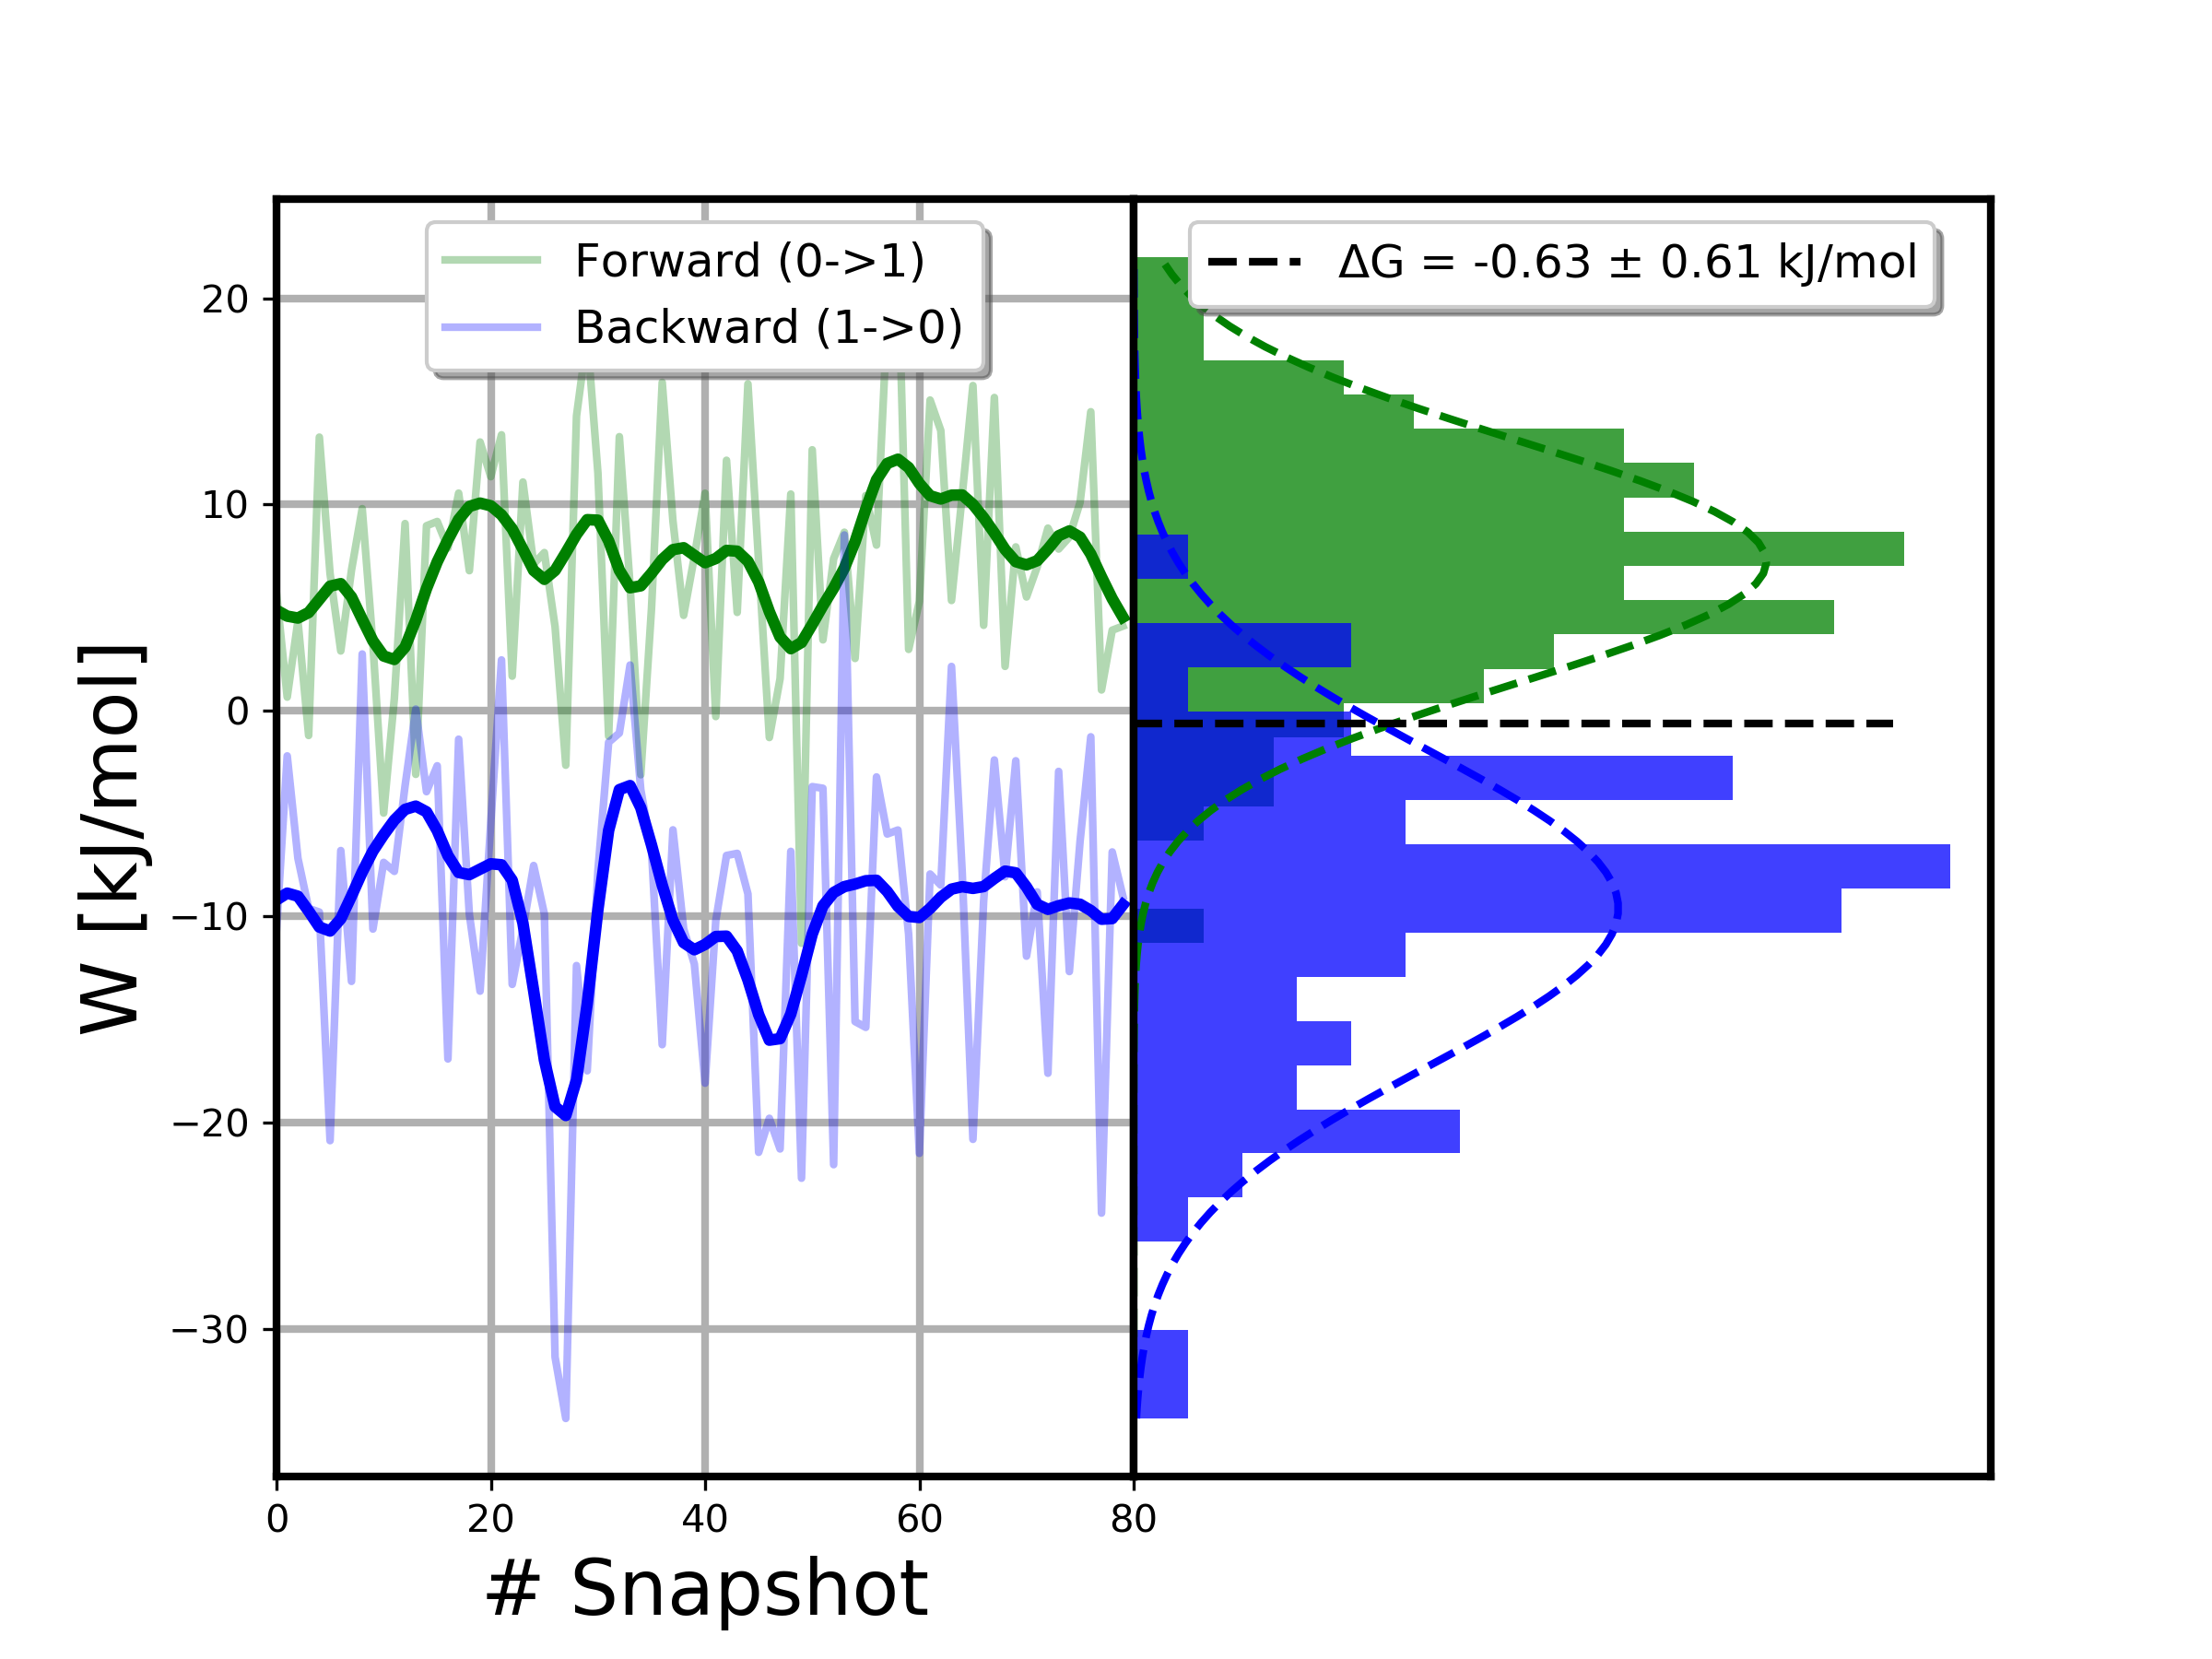 Forward (0->1)
Backward (1->0)
ΔG = -0.63 ± 0.61 kJ/mol
20
10
0
−10
−20
−30
W [kJ/mol]
0 20 40 60 80
# Snapshot